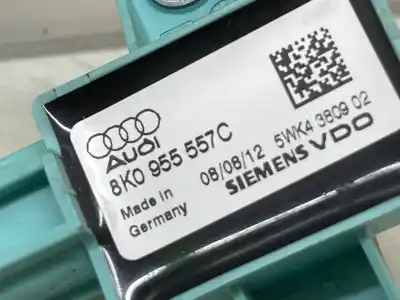 AUDI
8K0 955 557C
08/08/12 5WK4 3809 02
Made in
Germany
SIEMENS VDO